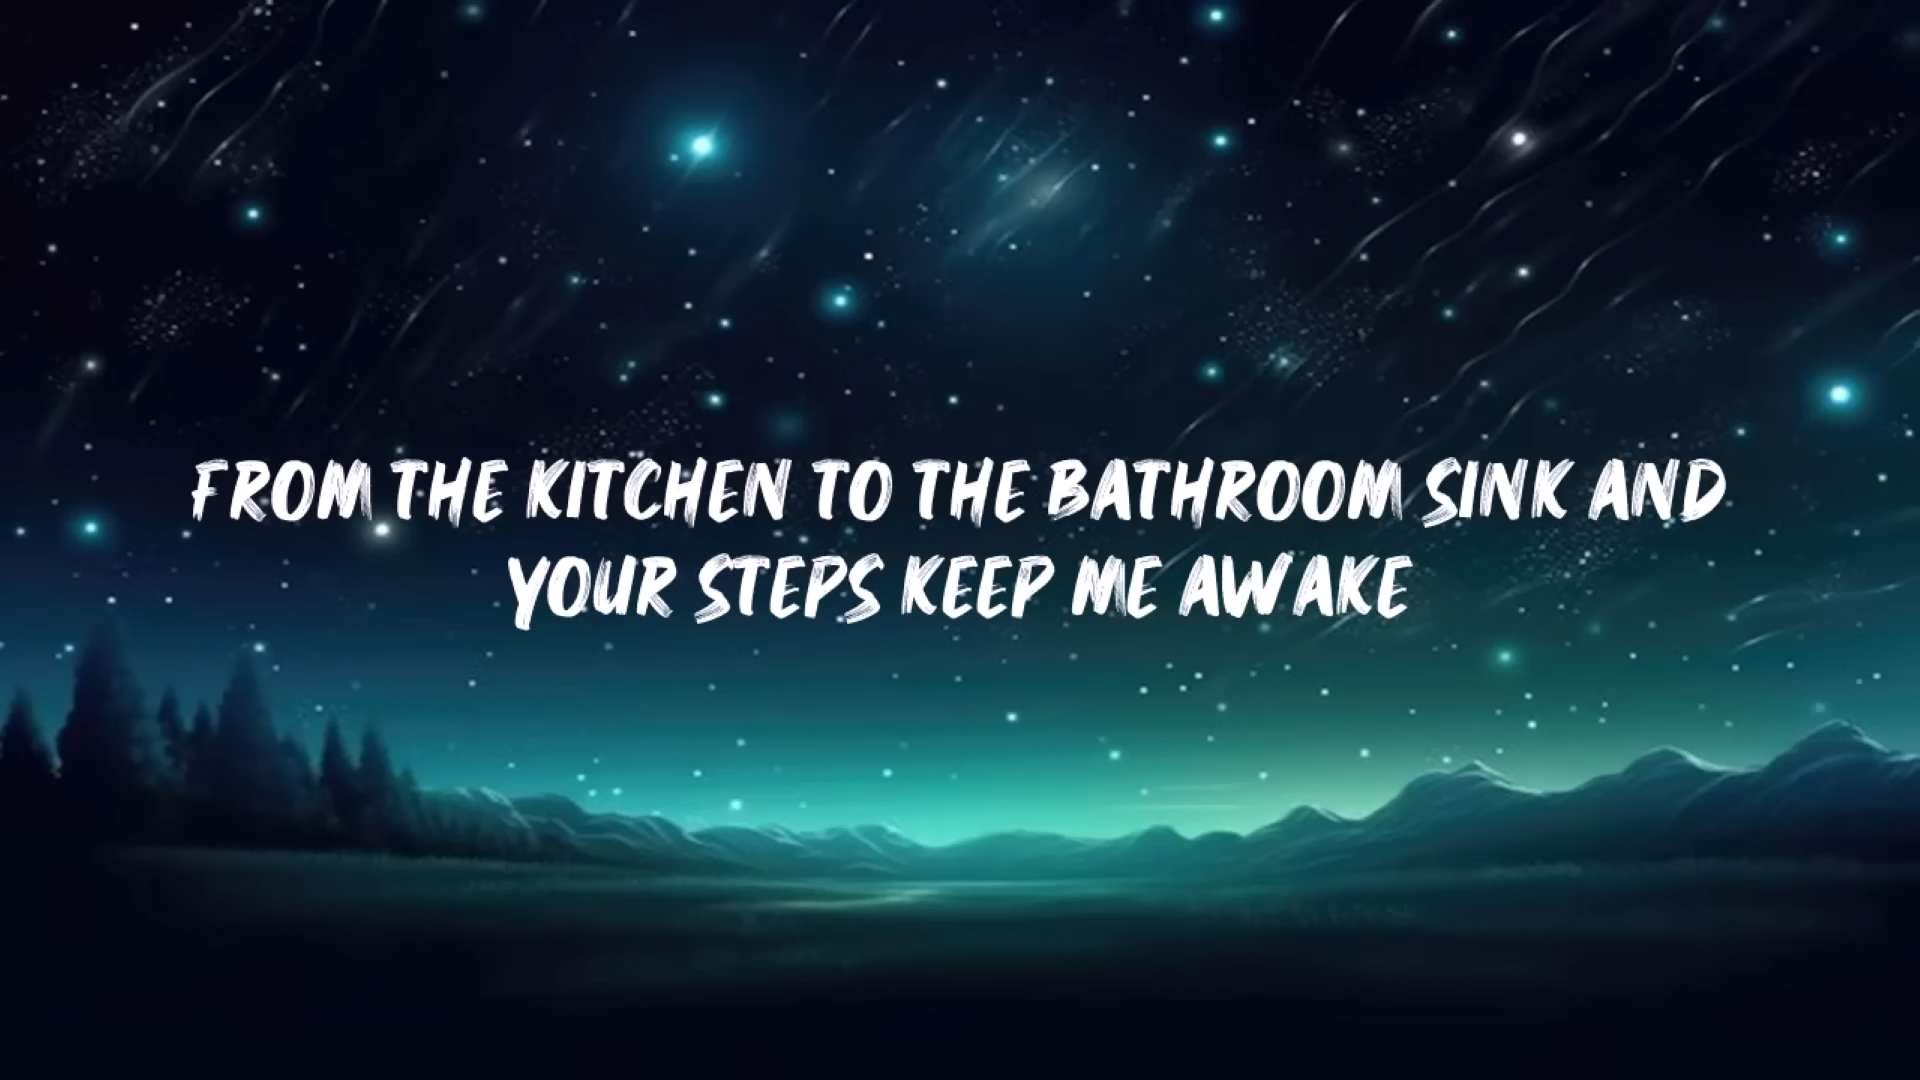 FROM THE KITCHEN TO THE BATHROOM SINK AND
YOUR STEPS KEEP ME AWAKE